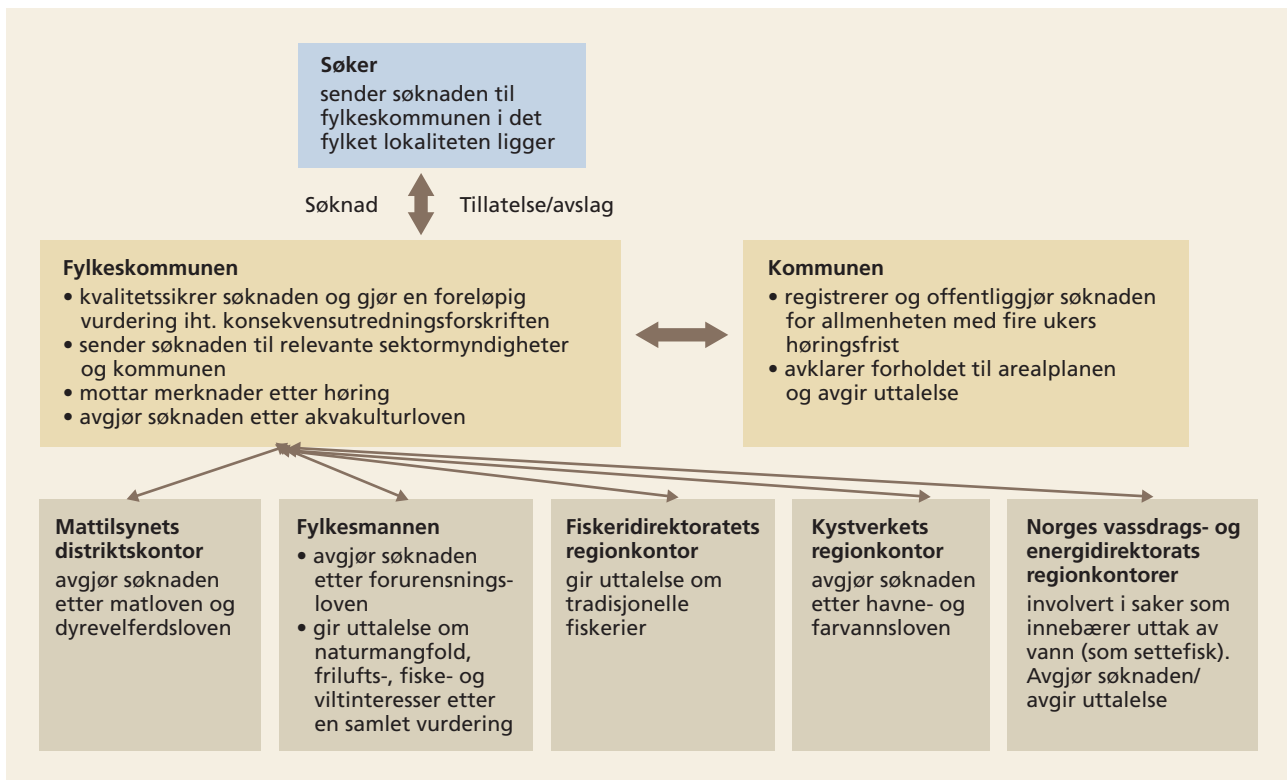 Søker
sender søknaden til
fylkeskommunen i det
fylket lokaliteten ligger
Søknad
Tillatelse/avslag
Fylkeskommunen
• kvalitetssikrer søknaden og gjør en foreløpig
vurdering iht. konsekvensutredningsforskriften
• sender søknaden til relevante sektormyndigheter
og kommunen
• mottar merknader etter høring
• avgjør søknaden etter akvakulturloven
Kommunen
• registrerer og offentliggjør søknaden
for allmenheten med fire ukers
høringsfrist
• avklarer forholdet til arealplanen
og avgir uttalelse
Mattilsynets
distriktskontor
avgjør søknaden
etter matloven og
dyrevelferdsloven
Fylkesmannen
• avgjør søknaden
etter forurensnings-
loven
• gir uttalelse om
naturmangfold,
frilufts-, fiske- og
viltinteresser etter
en samlet vurdering
Fiskeridirektoratets
regionkontor
gir uttalelse om
tradisjonelle
fiskerier
Kystverkets
regionkontor
avgjør søknaden
etter havne- og
farvannsloven
Norges vassdrags- og
energidirektorats
regionkontorer
involvert i saker som
innebærer uttak av
vann (som settefisk).
Avgjør søknaden/
avgir uttalelse